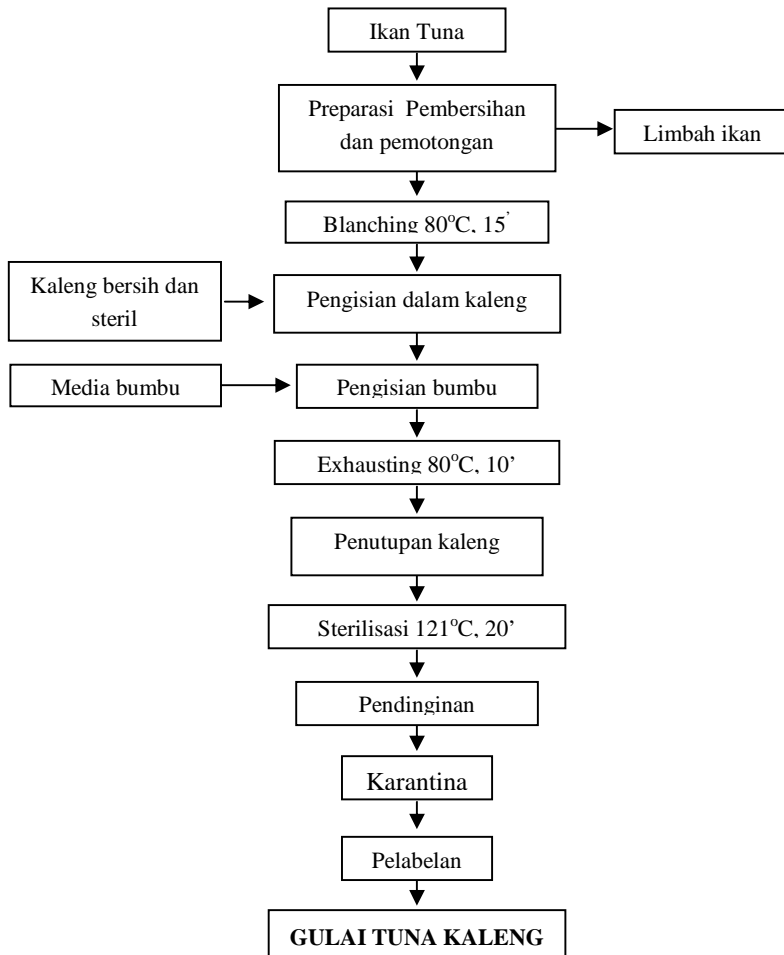 Ikan Tuna
Preparasi Pembersihan
dan pemotongan
Limbah ikan
Blanching 80°C, 15’
Kaleng bersih dan
steril
Pengisian dalam kaleng
Media bumbu
Pengisian bumbu
Exhausting 80°C, 10’
Penutupan kaleng
Sterilisasi 121°C, 20’
Pendinginan
Karantina
Pelabelan
GULAI TUNA KALENG